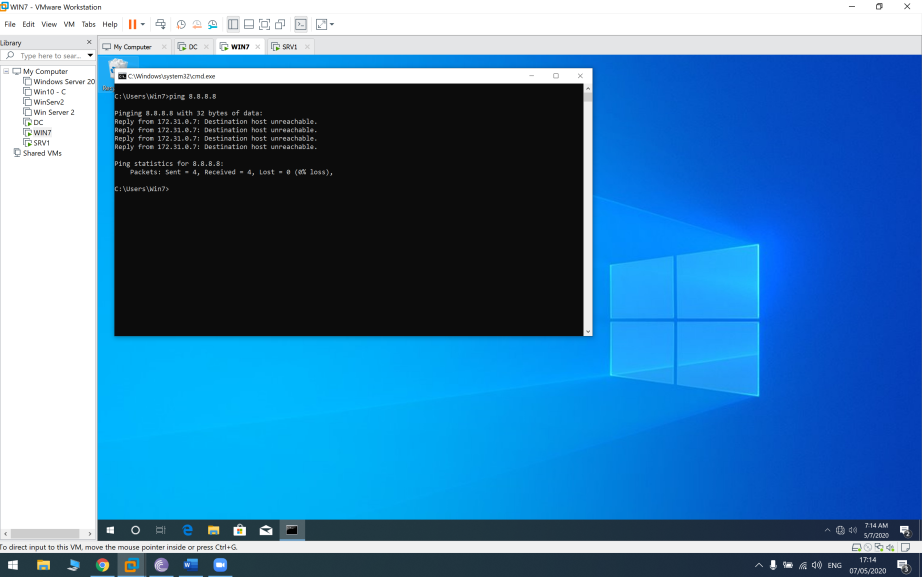 WIN7 - VMware Workstation
File Edit View VM Tabs Help
Library
Type here to sear...
My Computer
Windows Server 20
Win10 - C
WinServ2
Win Server 2
DC
WIN7
SRV1
Shared VMs
My Computer DC WIN7 SRV1
C:\Windows\system32\cmd.exe
C:\Users\Win7>ping 8.8.8.8
Pinging 8.8.8.8 with 32 bytes of data:
Reply from 172.31.0.7: Destination host unreachable.
Reply from 172.31.0.7: Destination host unreachable.
Reply from 172.31.0.7: Destination host unreachable.
Reply from 172.31.0.7: Destination host unreachable.
Ping statistics for 8.8.8.8:
Packets: Sent = 4, Received = 4, Lost = 0 (0% loss),
C:\Users\Win7>
7:14 AM
5/7/2020
To direct input to this VM, move the mouse pointer inside or press Ctrl+G.
ENG
17:14
07/05/2020